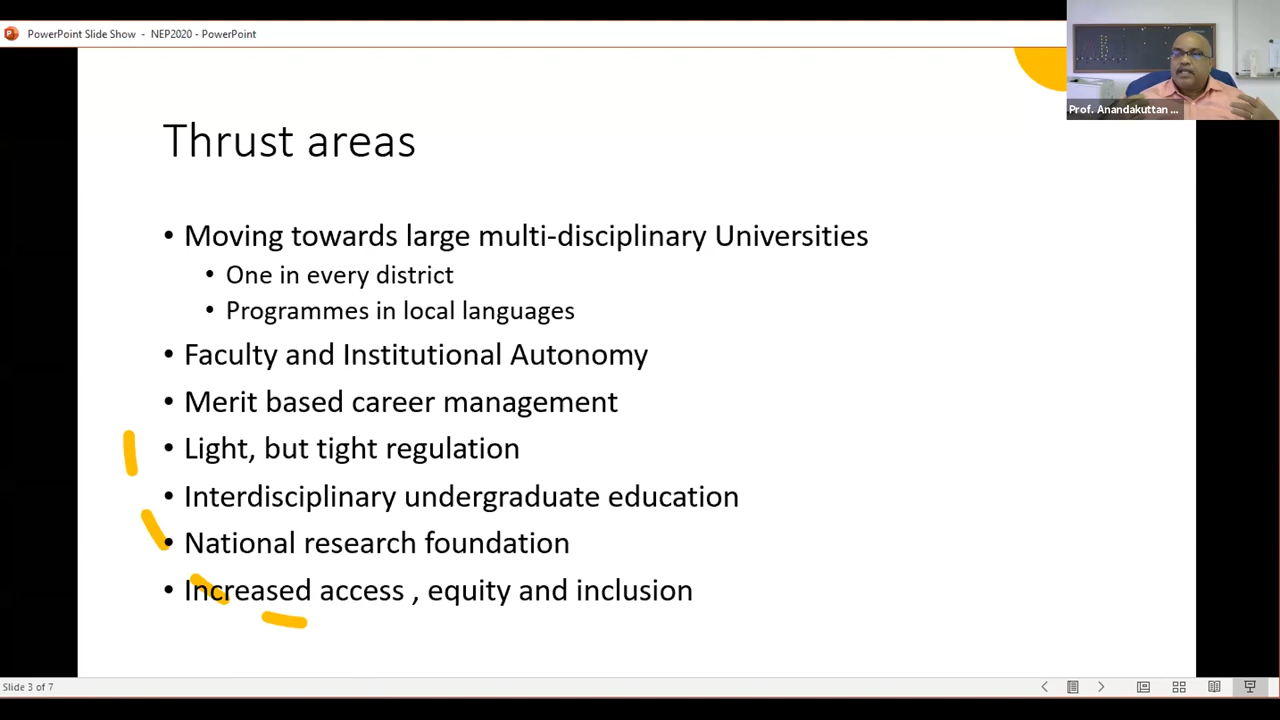 PowerPoint Slide Show - NEP2020 - PowerPoint
Prof. Anandakuttan ...
Thrust areas
• Moving towards large multi-disciplinary Universities
• One in every district
• Programmes in local languages
• Faculty and Institutional Autonomy
• Merit based career management
• Light, but tight regulation
• Interdisciplinary undergraduate education
• National research foundation
• Increased access , equity and inclusion
Slide 3 of 7